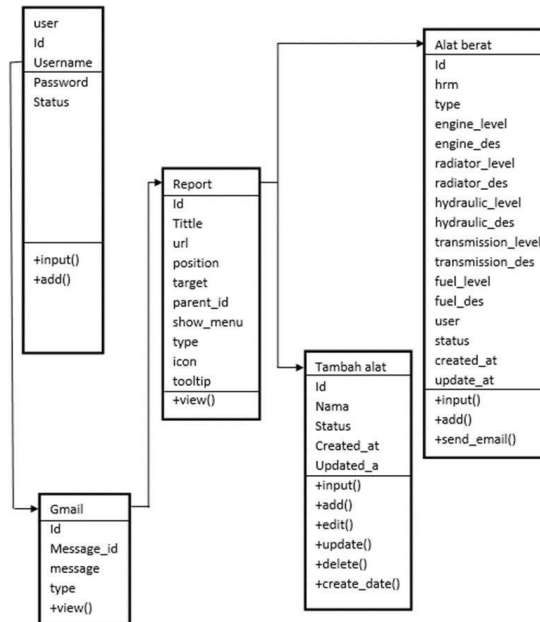 user
Id
Username
Password
Status
+input()
+add()
Gmail
Id
Message_id
message
type
+view()
Report
Id
Tittle
url
position
target
parent_id
show_menu
type
icon
tooltip
+view()
Tambah alat
Id
Nama
Status
Created_at
Updated_a
+input()
+add()
+edit()
+update()
+delete()
+create_date()
Alat berat
Id
hrm
type
engine_level
engine_des
radiator_level
radiator_des
hydraulic_level
hydraulic_des
transmission_level
transmission_des
fuel_level
fuel_des
user
status
created_at
update_at
+input()
+add()
+send_email()